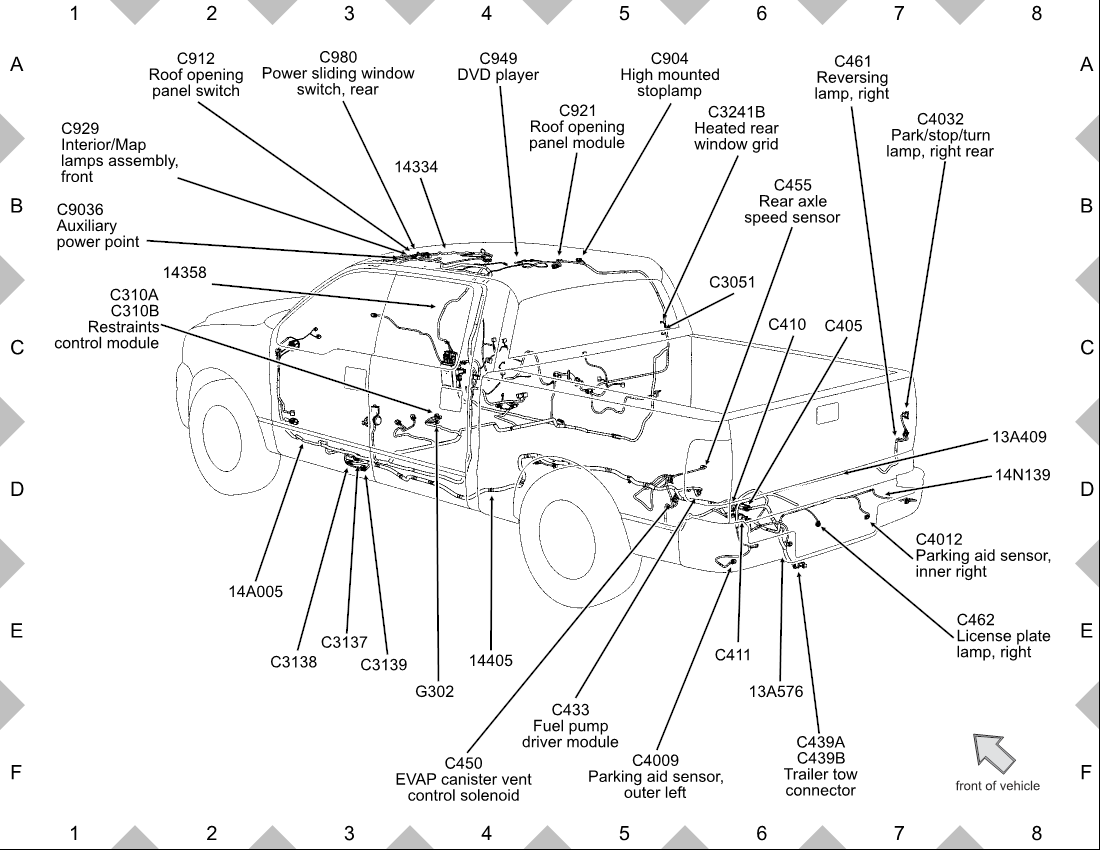 1 2 3 4 5 6 7 8
A
A
C912
Roof opening
panel switch
C980
Power sliding window
switch, rear
C949
DVD player
C904
High mounted
stoplamp
C461
Reversing
lamp, right
C921
Roof opening
panel module
C3241B
Heated rear
window grid
C4032
Park/stop/turn
lamp, right rear
C929
Interior/Map
lamps assembly,
front
14334
C455
Rear axle
speed sensor
B
B
C9036
Auxiliary
power point
14358
C3051
C310A
C310B
Restraints
control module
C410
C405
C
C
13A409
14N139
D
D
C4012
Parking aid sensor,
inner right
14A005
C3138
C3137
C3139
G302
14405
E
E
C462
License plate
lamp, right
C411
13A576
C433
Fuel pump
driver module
C450
EVAP canister vent
control solenoid
C4009
Parking aid sensor,
outer left
C439A
C439B
Trailer tow
connector
F
F
front of vehicle
1 2 3 4 5 6 7 8